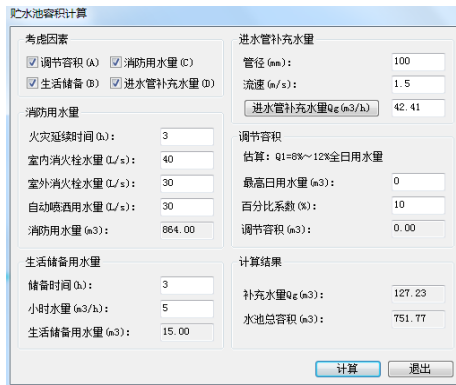 贮水池容积计算
考虑因素
调节容积(A)
消防用水量(C)
生活储备(B)
进水管补充水量(D)
消防用水量
火灾延续时间(h):
3
室内消火栓水量(L/s):
40
室外消火栓水量(L/s):
30
自动喷洒用水量(L/s):
30
消防用水量(m3):
864.00
生活储备用水量
储备时间(h):
3
小时水量(m3/h):
5
生活储备用水量(m3):
15.00
进水管补充水量
管径(mm):
100
流速(m/s):
1.5
进水管补充水量Qg(m3/h)
42.41
调节容积
估算: Q1=8%～12%全日用水量
最高日用水量(m3):
0
百分比系数(%):
10
调节容积(m3):
0.00
计算结果
补充水量Qg(m3):
127.23
水池总容积(m3):
751.77
计算
退出